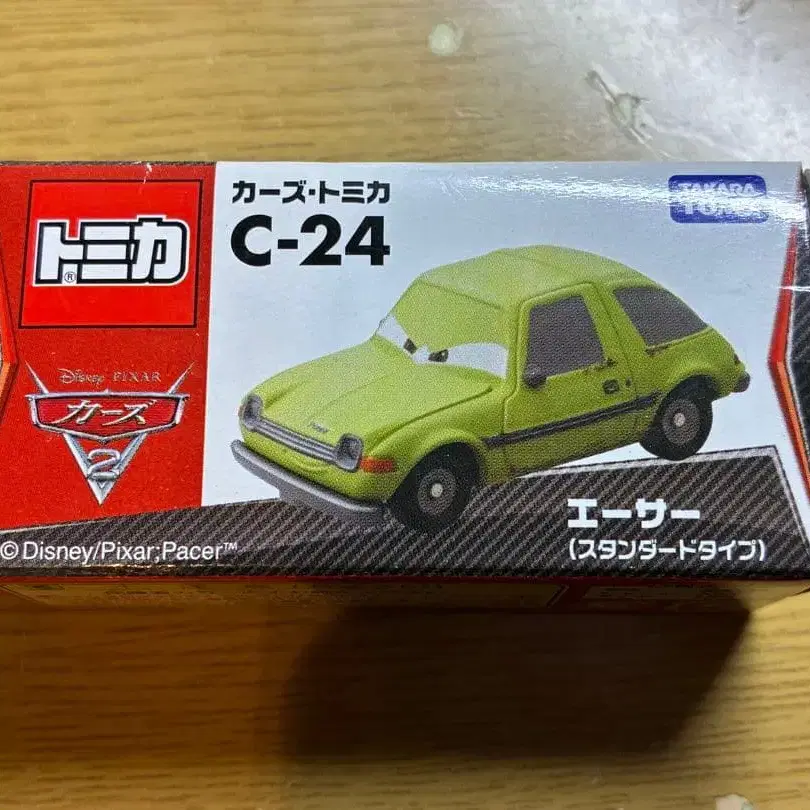 カーズ・トミカ
C-24
TAKARA
TOMY
トミカ®
Disney PIXAR
カーズ
2
エーサー
(スタンダードタイプ)
©Disney/Pixar;Pacer™